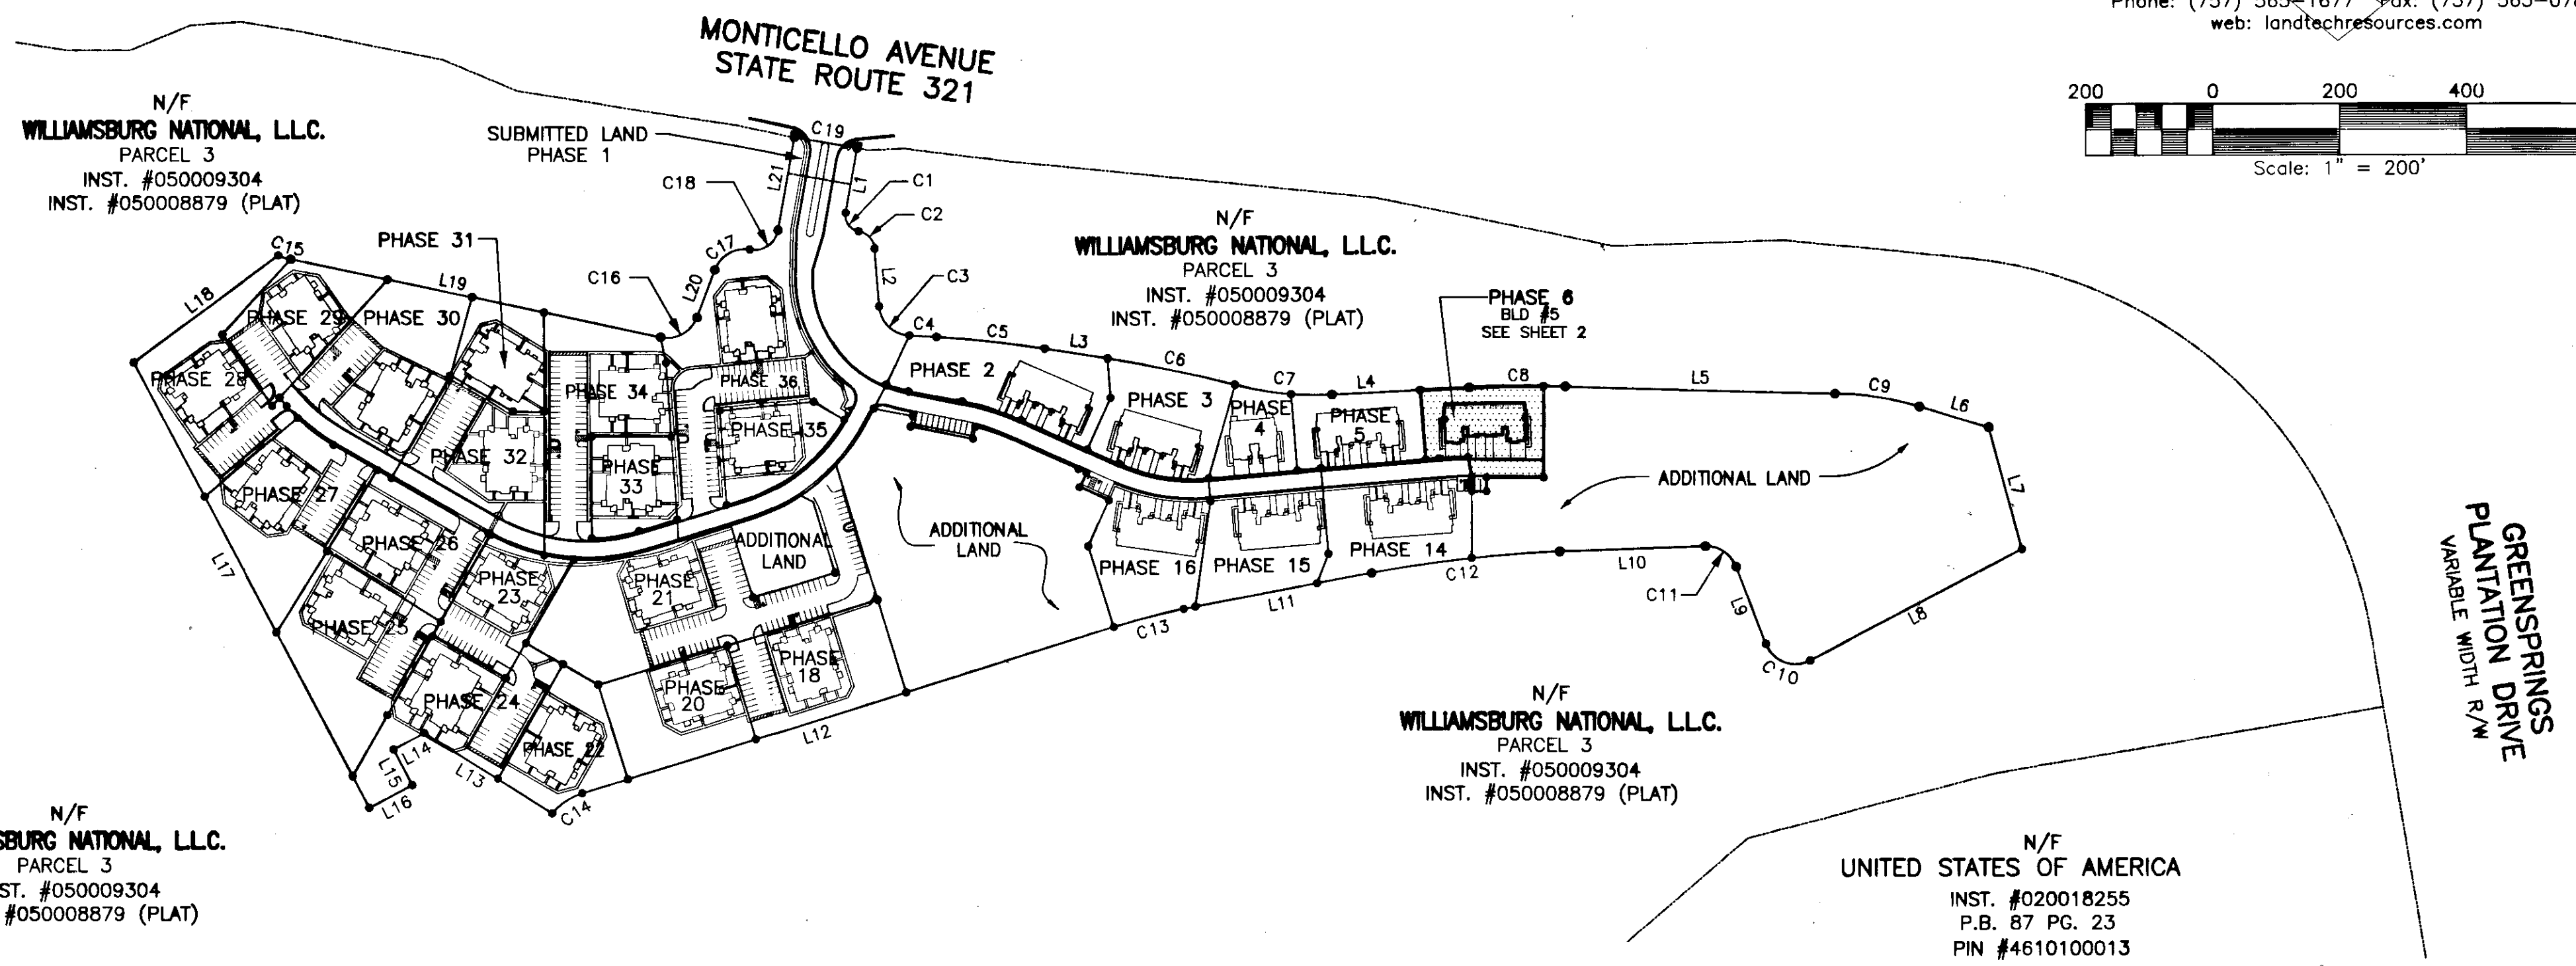 Phone: (757) 565-1677 Fax: (757)
web: landtechresources.com
200 0 200 400
Scale: 1" = 200'
MONTICELLO AVENUE
STATE ROUTE 321
N/F
WILLIAMSBURG NATIONAL, L.L.C.
PARCEL 3
INST. #050009304
INST. #050008879 (PLAT)
SUBMITTED LAND
PHASE 1
C19
L21
L1
C18
C1
C2
C17
L2
C3
C16
L20
C15
L18
L19
PHASE 31
N/F
WILLIAMSBURG NATIONAL, L.L.C.
PARCEL 3
INST. #050009304
INST. #050008879 (PLAT)
PHASE 6
BLD #5
SEE SHEET 2
C4
C5
L3
C6
C7
L4
C8
L5
C9
L6
L7
PHASE 29
PHASE 30
PHASE 28
PHASE 34
PHASE 36
PHASE 2
PHASE 3
PHASE
4
PHASE
5
PHASE 35
PHASE 32
PHASE
33
PHASE 27
PHASE 26
ADDITIONAL LAND
ADDITIONAL
LAND
ADDITIONAL
LAND
PHASE 16
PHASE 15
PHASE 14
PHASE
23
PHASE
21
PHASE 25
PHASE
18
PHASE
20
PHASE 24
PHASE 22
L17
L14
L15
L16
L13
C14
L12
C13
L11
C12
L10
C11
L9
C10
L8
GREENSPRINGS
PLANTATION DRIVE
VARIABLE WIDTH R/W
N/F
WILLIAMSBURG NATIONAL, L.L.C.
PARCEL 3
INST. #050009304
INST. #050008879 (PLAT)
N/F
SBURG NATIONAL, L.L.C.
PARCEL 3
ST. #050009304
#050008879 (PLAT)
N/F
UNITED STATES OF AMERICA
INST. #020018255
P.B. 87 PG. 23
PIN #4610100013